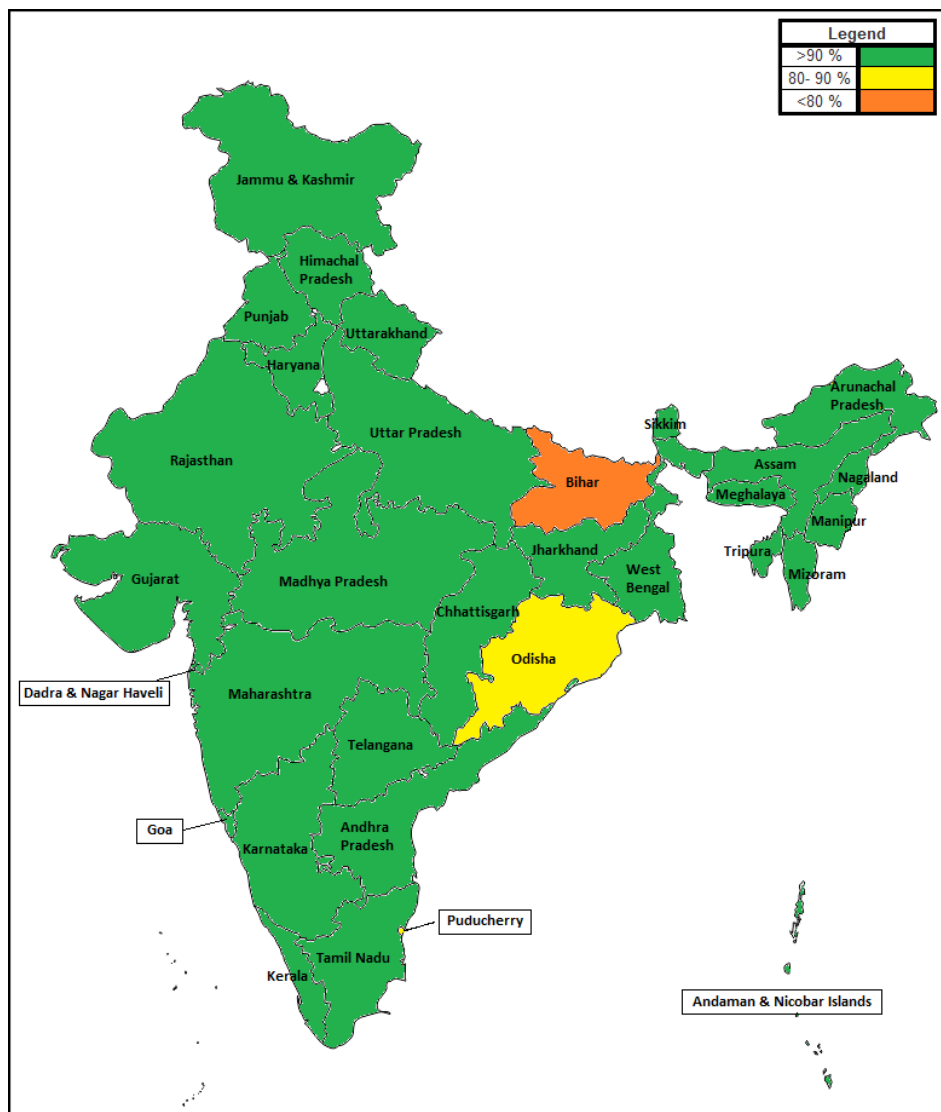 Legend
>90 %
80- 90 %
<80 %
Jammu & Kashmir
Himachal
Pradesh
Punjab
Uttarakhand
Haryana
Arunachal
Pradesh
Sikkim
Uttar Pradesh
Rajasthan
Assam
Nagaland
Bihar
Meghalaya
Manipur
Jharkhand
Tripura
West
Bengal
Mizoram
Gujarat
Madhya Pradesh
Chhattisgarh
Odisha
Dadra & Nagar Haveli
Maharashtra
Telangana
Goa
Karnataka
Andhra
Pradesh
Puducherry
Tamil Nadu
Kerala
Andaman & Nicobar Islands